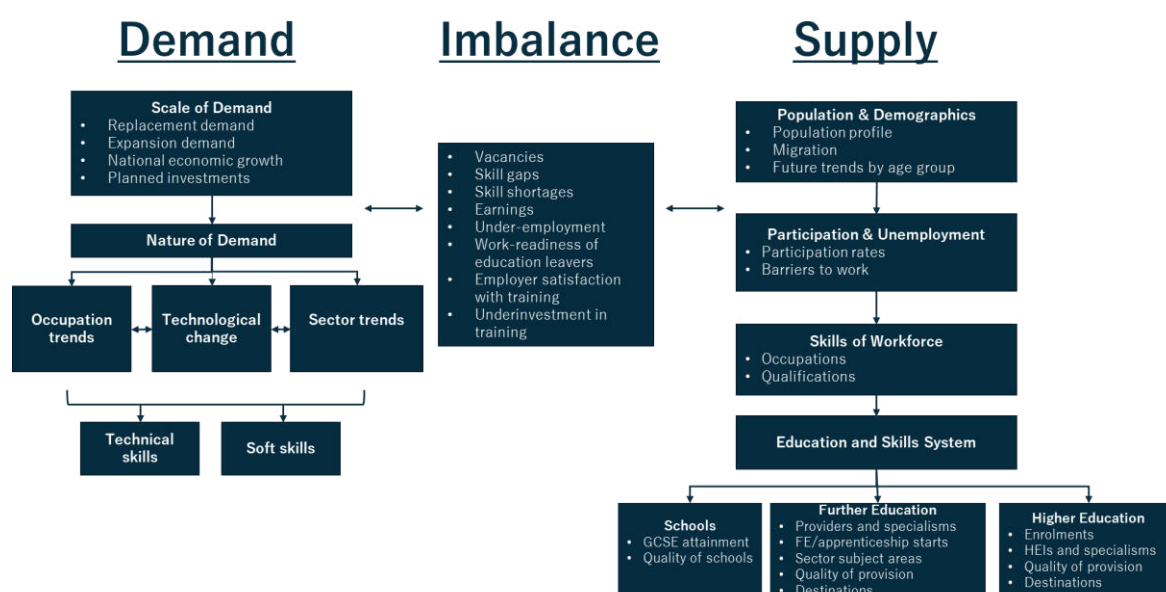 Demand
Imbalance
Supply
Scale of Demand
• Replacement demand
• Expansion demand
• National economic growth
• Planned investments
Nature of Demand
Occupation
trends
Technological
change
Sector trends
Technical
skills
Soft skills
• Vacancies
• Skill gaps
• Skill shortages
• Earnings
• Under-employment
• Work-readiness of
education leavers
• Employer satisfaction
with training
• Underinvestment in
training
Population & Demographics
• Population profile
• Migration
• Future trends by age group
Participation & Unemployment
• Participation rates
• Barriers to work
Skills of Workforce
• Occupations
• Qualifications
Education and Skills System
Schools
• GCSE attainment
• Quality of schools
Further Education
• Providers and specialisms
• FE/apprenticeship starts
• Sector subject areas
• Quality of provision
• Destinations
Higher Education
• Enrolments
• HEIs and specialisms
• Quality of provision
• Destinations